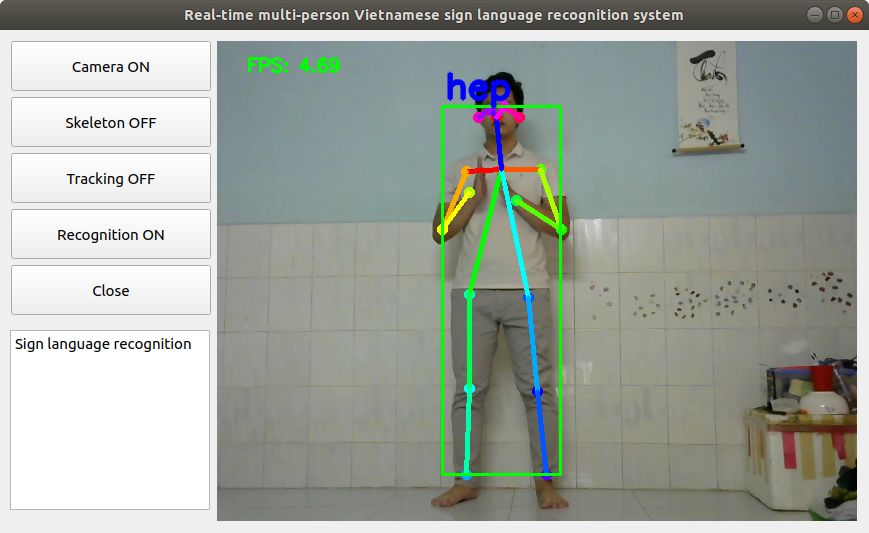 Real-time multi-person Vietnamese sign language recognition system
Camera ON
Skeleton OFF
Tracking OFF
Recognition ON
Close
Sign language recognition
FPS: 4.69
hep